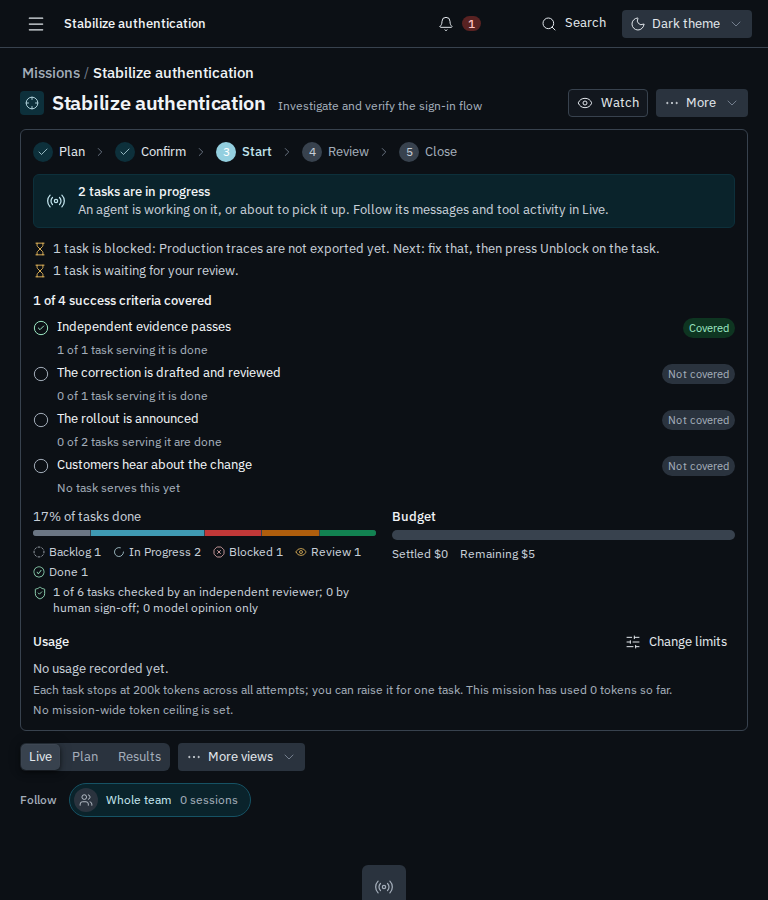 Stabilize authentication
1
Search
Dark theme
Missions / Stabilize authentication
Stabilize authentication
Investigate and verify the sign-in flow
Watch
More
Plan
Confirm
3 Start
4 Review
5 Close
2 tasks are in progress
An agent is working on it, or about to pick it up. Follow its messages and tool activity in Live.
1 task is blocked: Production traces are not exported yet. Next: fix that, then press Unblock on the task.
1 task is waiting for your review.
1 of 4 success criteria covered
Independent evidence passes
Covered
1 of 1 task serving it is done
The correction is drafted and reviewed
Not covered
0 of 1 task serving it is done
The rollout is announced
Not covered
0 of 2 tasks serving it are done
Customers hear about the change
Not covered
No task serves this yet
17% of tasks done
Backlog 1 In Progress 2 Blocked 1 Review 1
Done 1
1 of 6 tasks checked by an independent reviewer; 0 by
human sign-off; 0 model opinion only
Budget
Settled $0 Remaining $5
Usage
Change limits
No usage recorded yet.
Each task stops at 200k tokens across all attempts; you can raise it for one task. This mission has used 0 tokens so far.
No mission-wide token ceiling is set.
Live
Plan
Results
More views
Follow
Whole team 0 sessions